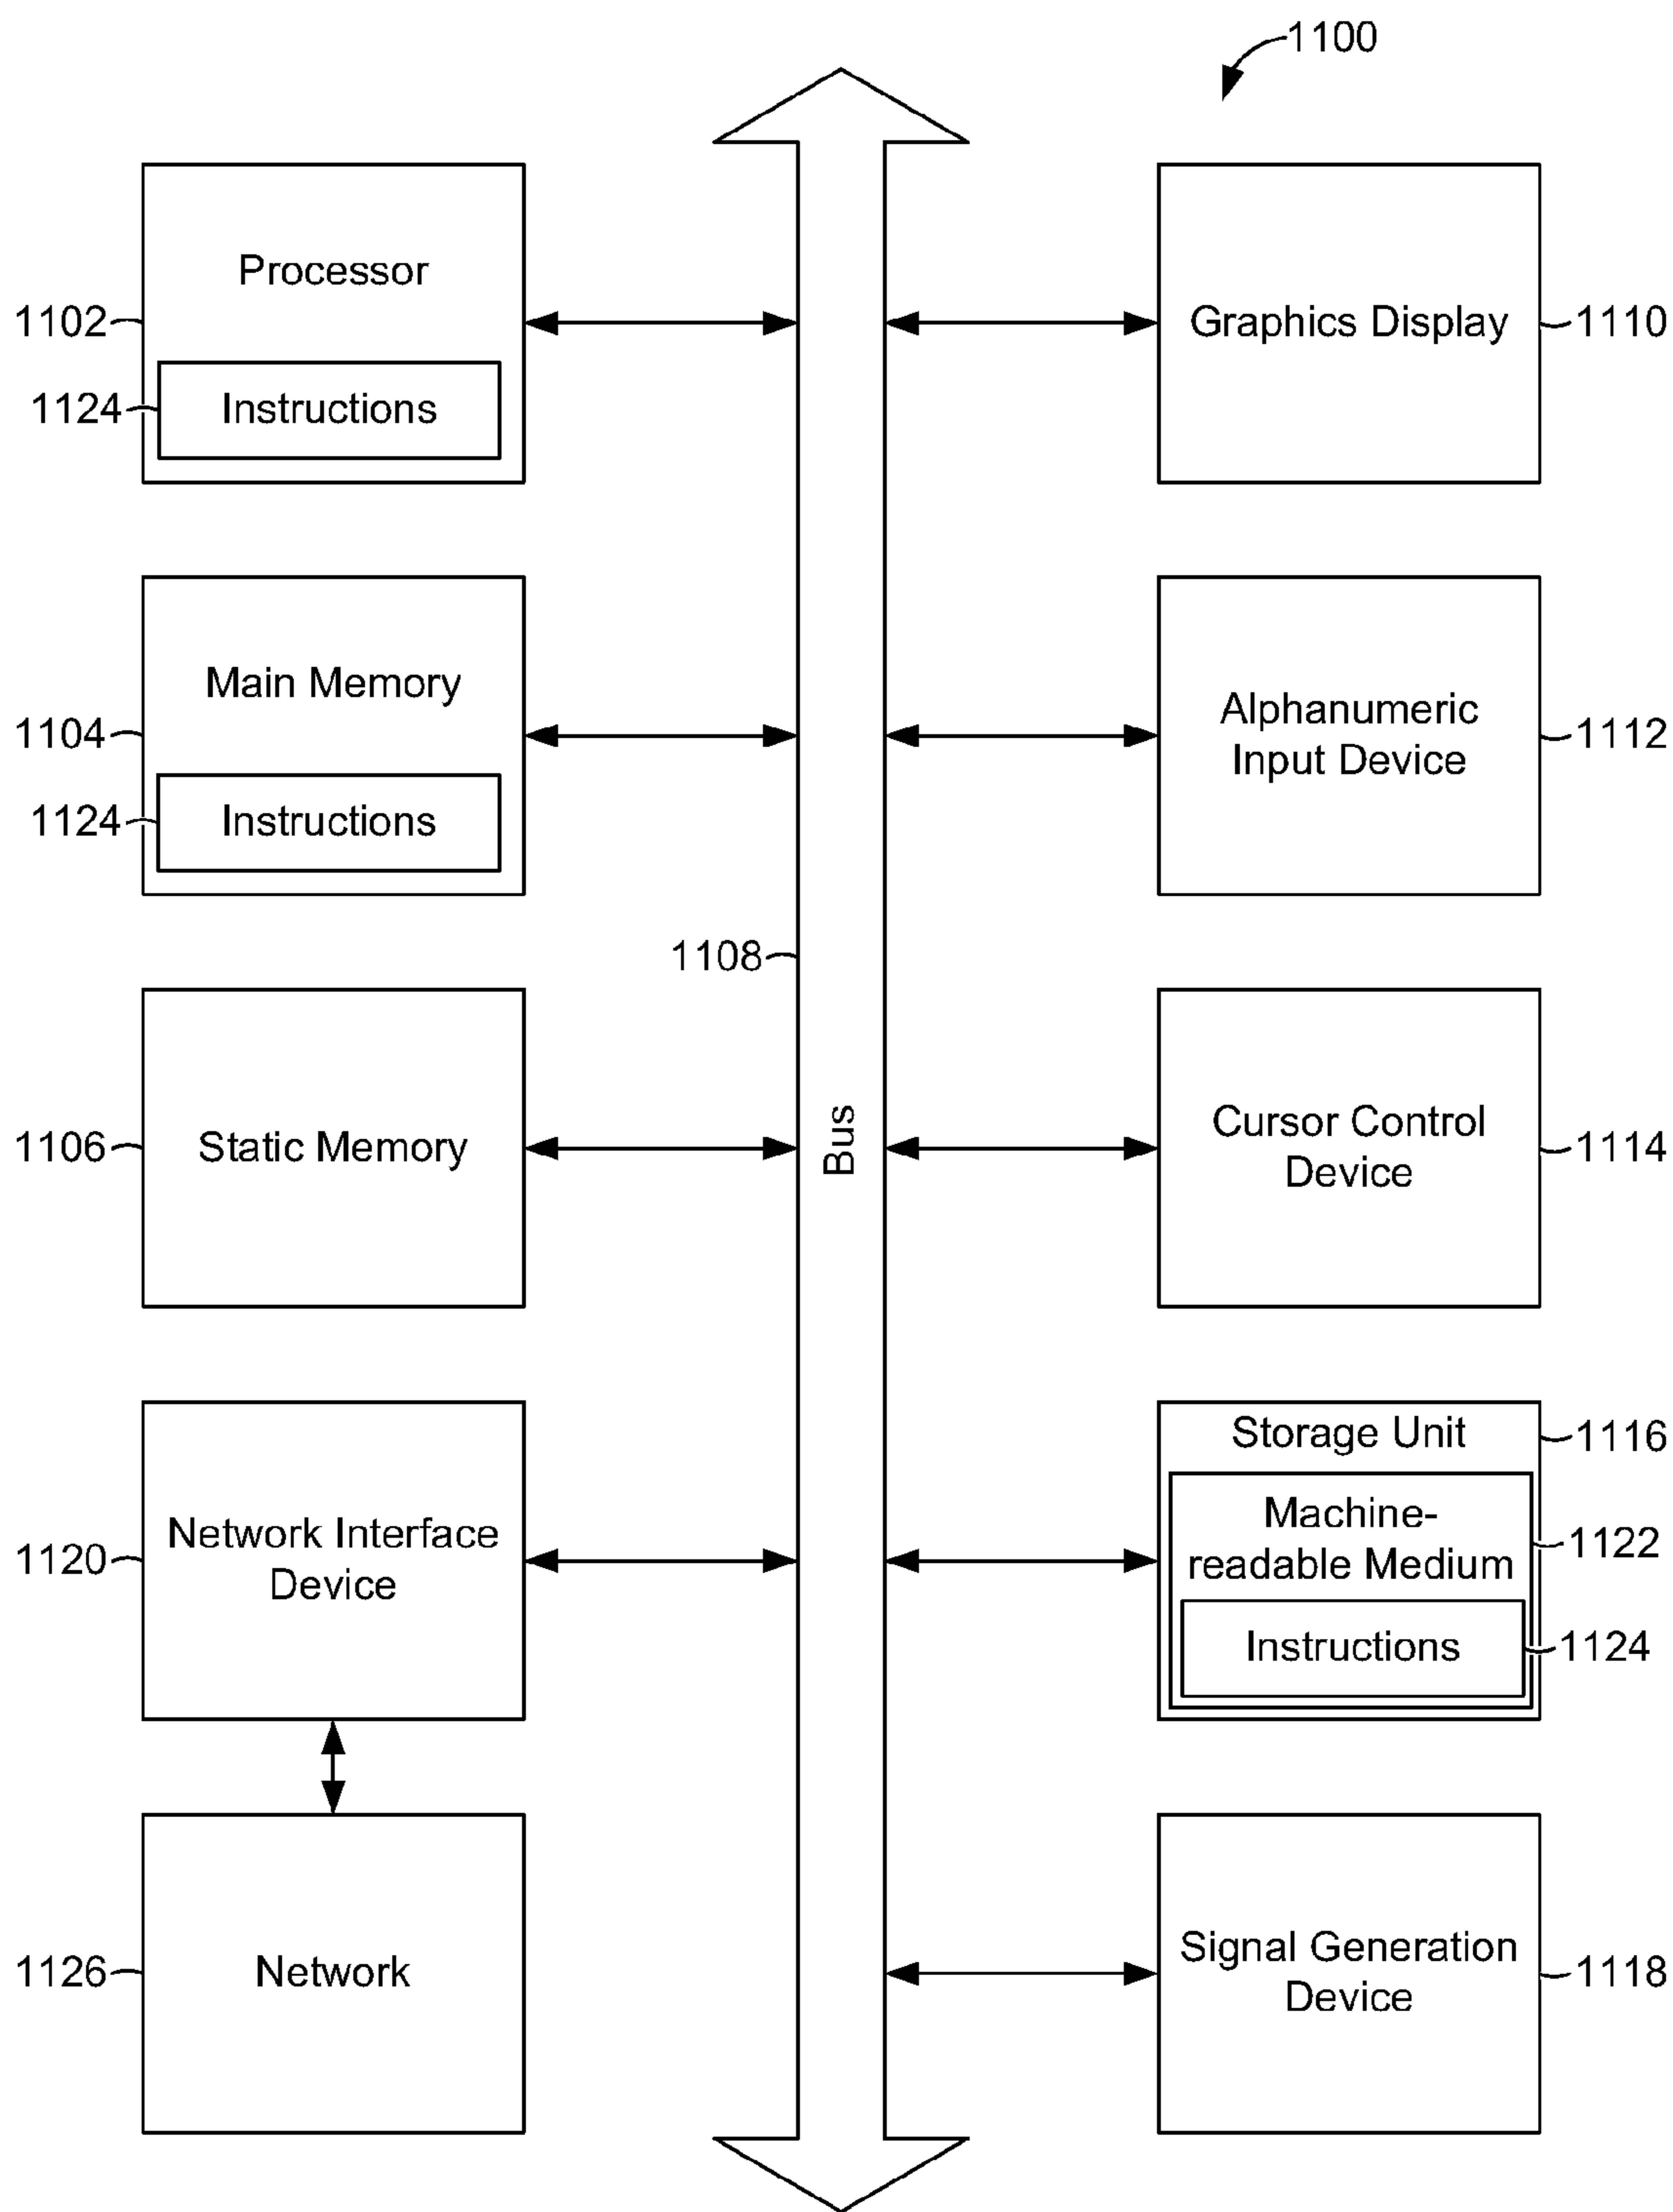 1100
Processor
1102
1124
Instructions
Graphics Display
1110
Main Memory
1104
1124
Instructions
Alphanumeric
Input Device
1112
1108
Bus
Static Memory
1106
Cursor Control
Device
1114
Network Interface
Device
1120
Storage Unit
1116
Machine-
readable Medium
1122
Instructions
1124
Network
1126
Signal Generation
Device
1118